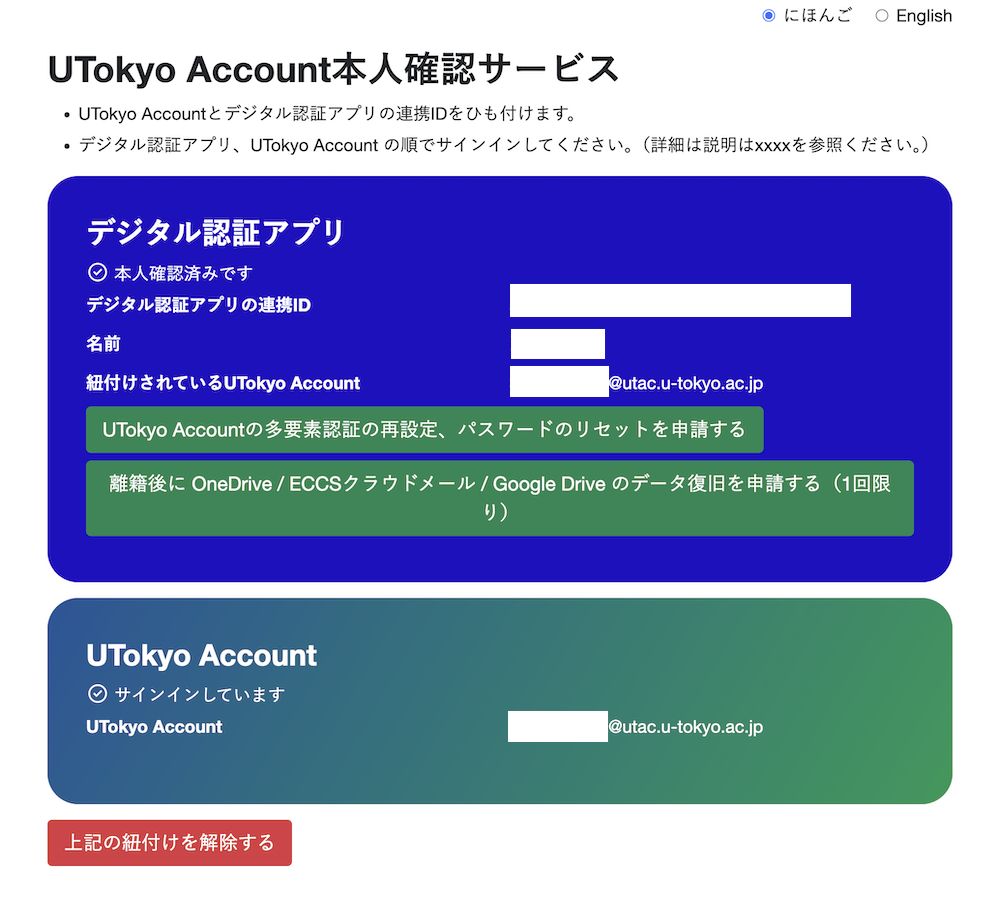 にほんご English
UTokyo Account本人確認サービス
• UTokyo Accountとデジタル認証アプリの連携IDをひも付けます。
• デジタル認証アプリ、UTokyo Account の順でサインインしてください。（詳細は説明はxxxxを参照ください。）
デジタル認証アプリ
本人確認済みです
デジタル認証アプリの連携ID
名前
紐付けされているUTokyo Account @utac.u-tokyo.ac.jp
UTokyo Accountの多要素認証の再設定、パスワードのリセットを申請する
離籍後に OneDrive / ECCSクラウドメール / Google Drive のデータ復旧を申請する（1回限
り）
UTokyo Account
サインインしています
UTokyo Account @utac.u-tokyo.ac.jp
上記の紐付けを解除する